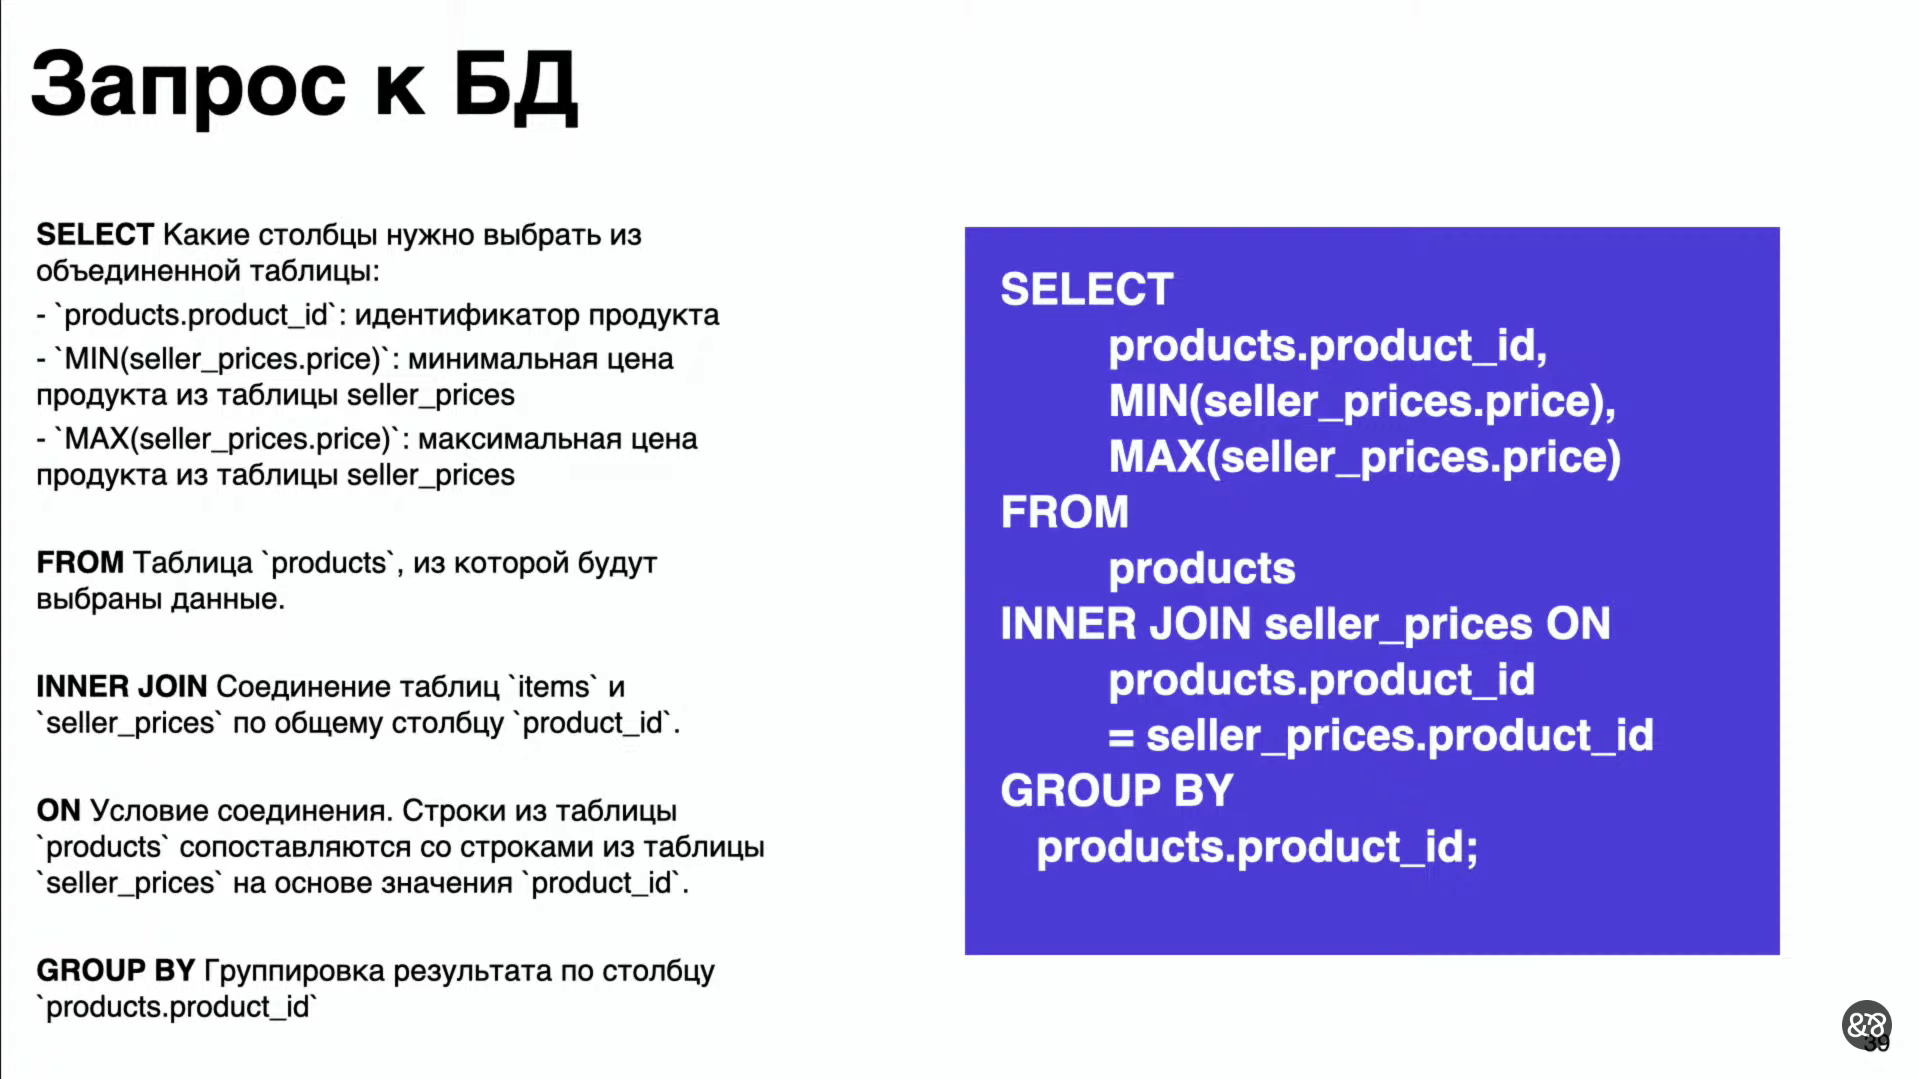 Запрос к БД
SELECT Какие столбцы нужно выбрать из
объединенной таблицы:
- `products.product_id`: идентификатор продукта
- `MIN(seller_prices.price)`: минимальная цена
продукта из таблицы seller_prices
- `MAX(seller_prices.price)`: максимальная цена
продукта из таблицы seller_prices
FROM Таблица `products`, из которой будут
выбраны данные.
INNER JOIN Соединение таблиц `items` и
`seller_prices` по общему столбцу `product_id`.
ON Условие соединения. Строки из таблицы
`products` сопоставляются со строками из таблицы
`seller_prices` на основе значения `product_id`.
GROUP BY Группировка результата по столбцу
`products.product_id`
SELECT
products.product_id,
MIN(seller_prices.price),
MAX(seller_prices.price)
FROM
products
INNER JOIN seller_prices ON
products.product_id
= seller_prices.product_id
GROUP BY
products.product_id;
39